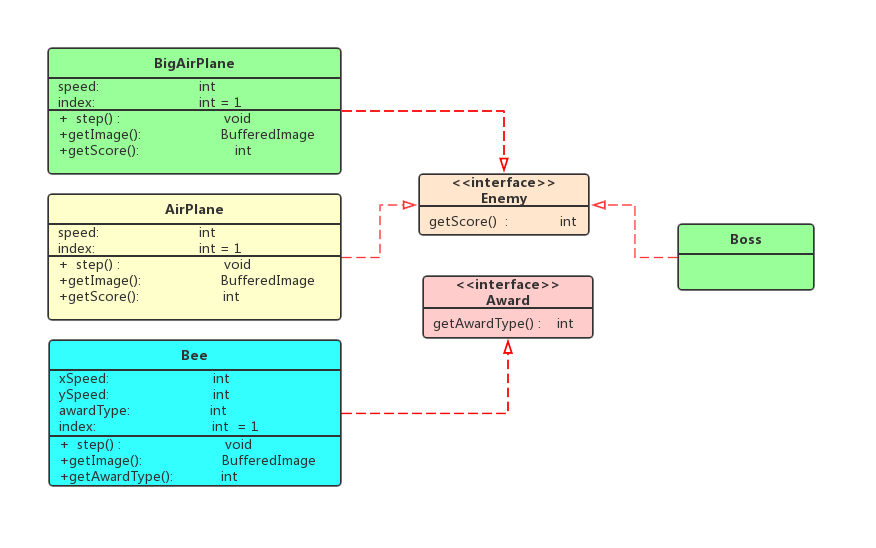 BigAirPlane
speed: int
index: int = 1
+ step() : void
+getImage(): BufferedImage
+getScore(): int
<<interface>>
Enemy
getScore() : int
AirPlane
speed: int
index: int = 1
+ step() : void
+getImage(): BufferedImage
+getScore(): int
Boss
<<interface>>
Award
getAwardType() : int
Bee
xSpeed: int
ySpeed: int
awardType: int
index: int = 1
+ step() : void
+getImage(): BufferedImage
+getAwardType(): int